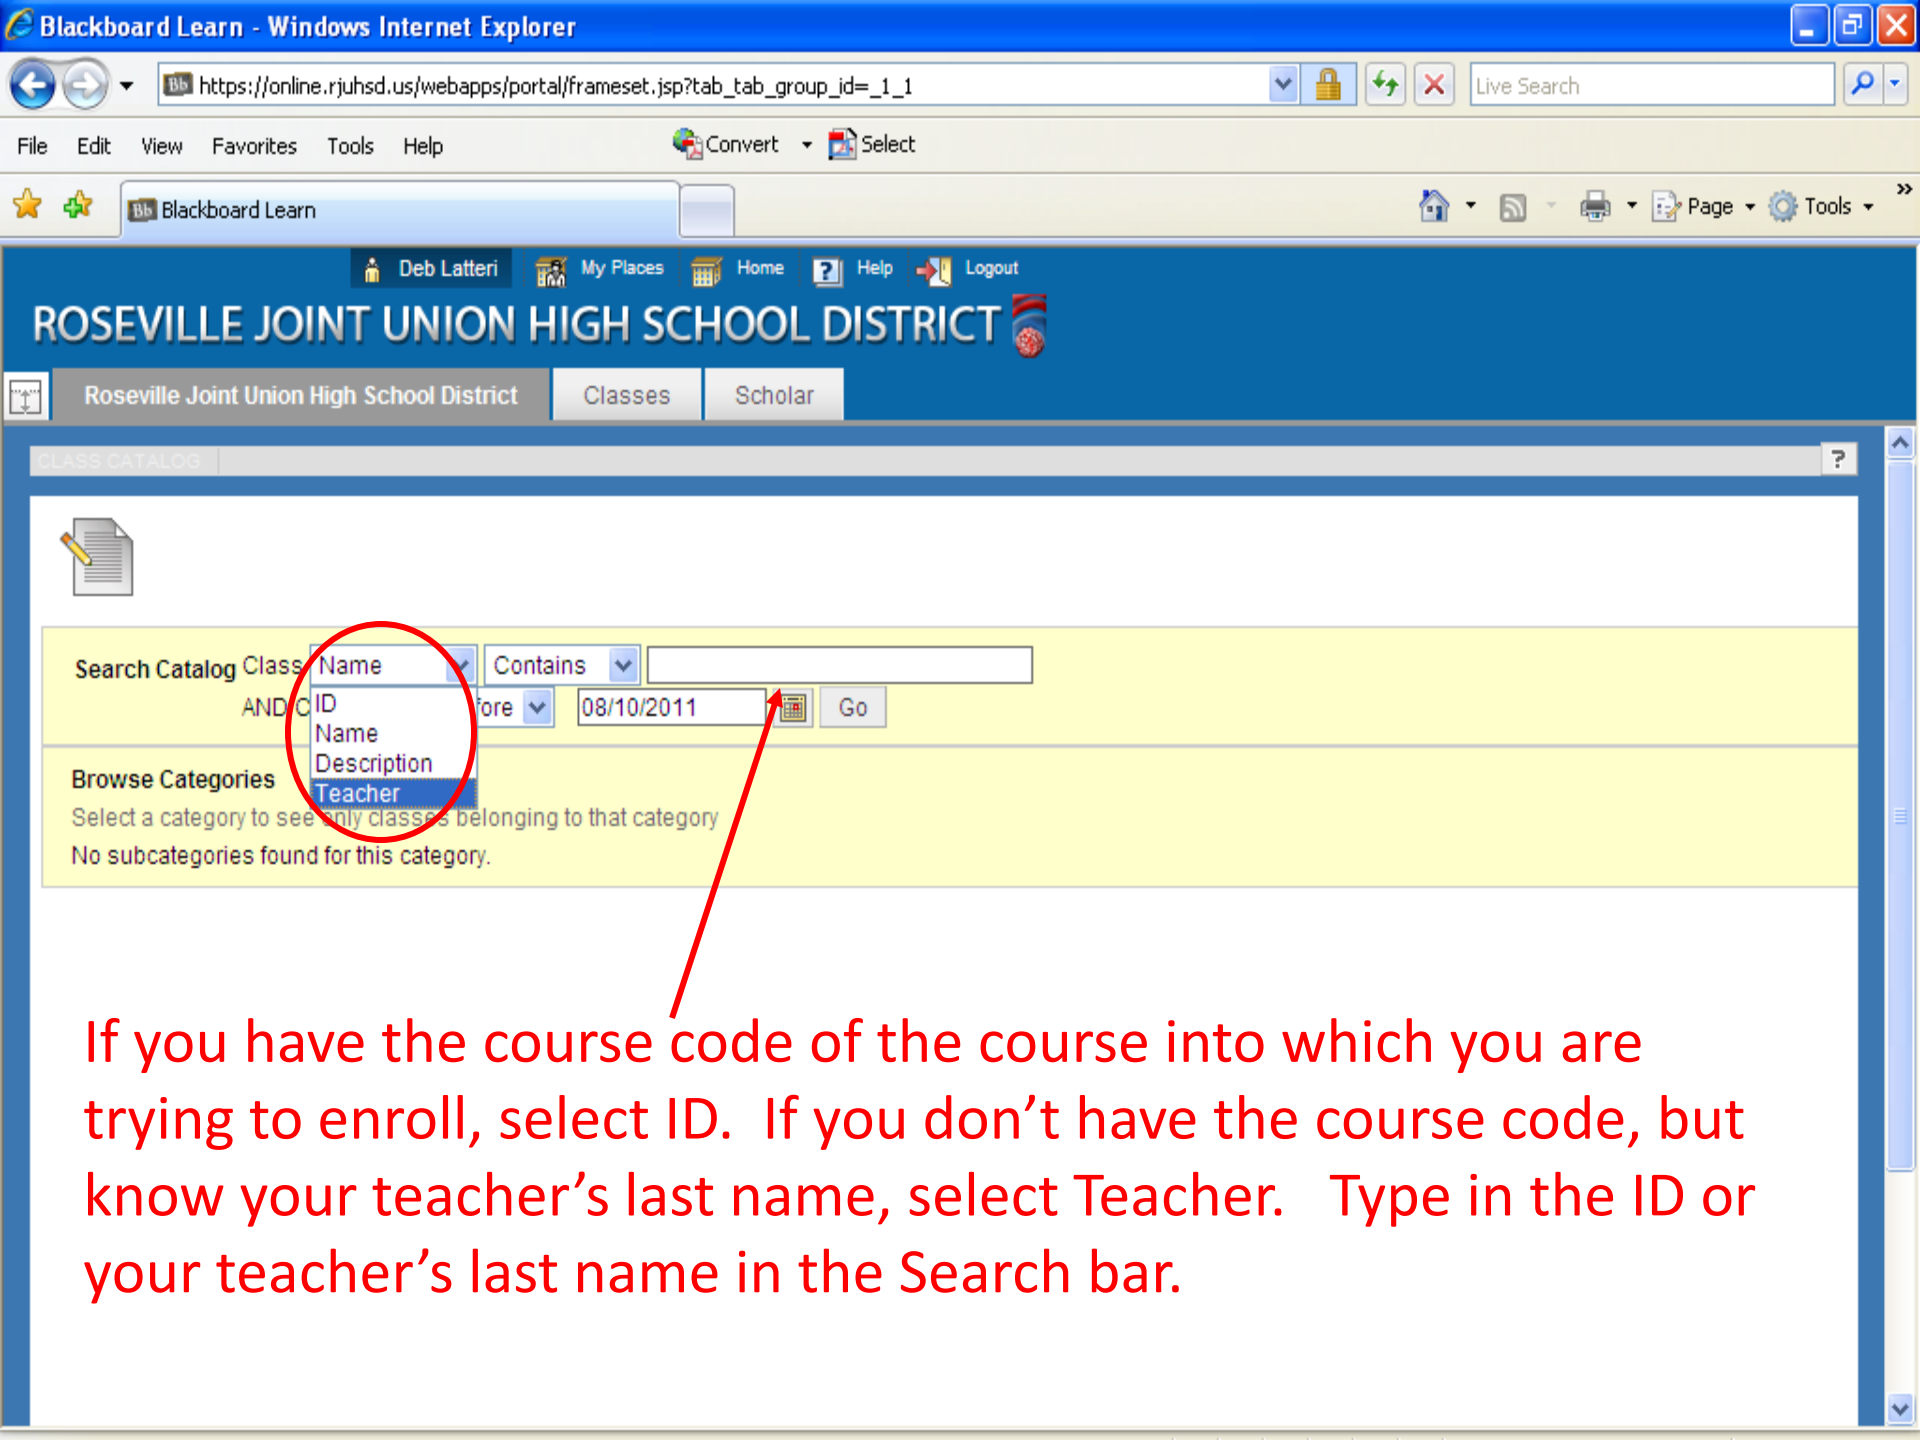 Blackboard Learn - Windows Internet Explorer
https://online.rjuhsd.us/webapps/portal/frameset.jsp?tab_tab_group_id=_1_1
Live Search
File Edit View Favorites Tools Help Convert Select
Blackboard Learn
Page Tools »
Deb Latteri My Places Home ? Help Logout
ROSEVILLE JOINT UNION HIGH SCHOOL DISTRICT
Roseville Joint Union High School District Classes Scholar
CLASS CATALOG ?
Search Catalog Class Name Contains
AND C fore 08/10/2011 Go
ID
Name
Description
Teacher
Browse Categories
Select a category to see only classes belonging to that category
No subcategories found for this category.
If you have the course code of the course into which you are
trying to enroll, select ID. If you don’t have the course code, but
know your teacher’s last name, select Teacher. Type in the ID or
your teacher’s last name in the Search bar.